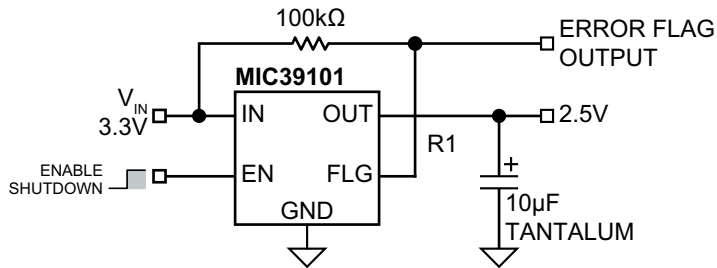 100kΩ
ERROR FLAG
OUTPUT
MIC39101
VIN
3.3V
IN
OUT
2.5V
R1
ENABLE
SHUTDOWN
EN
FLG
GND
+
10µF
TANTALUM